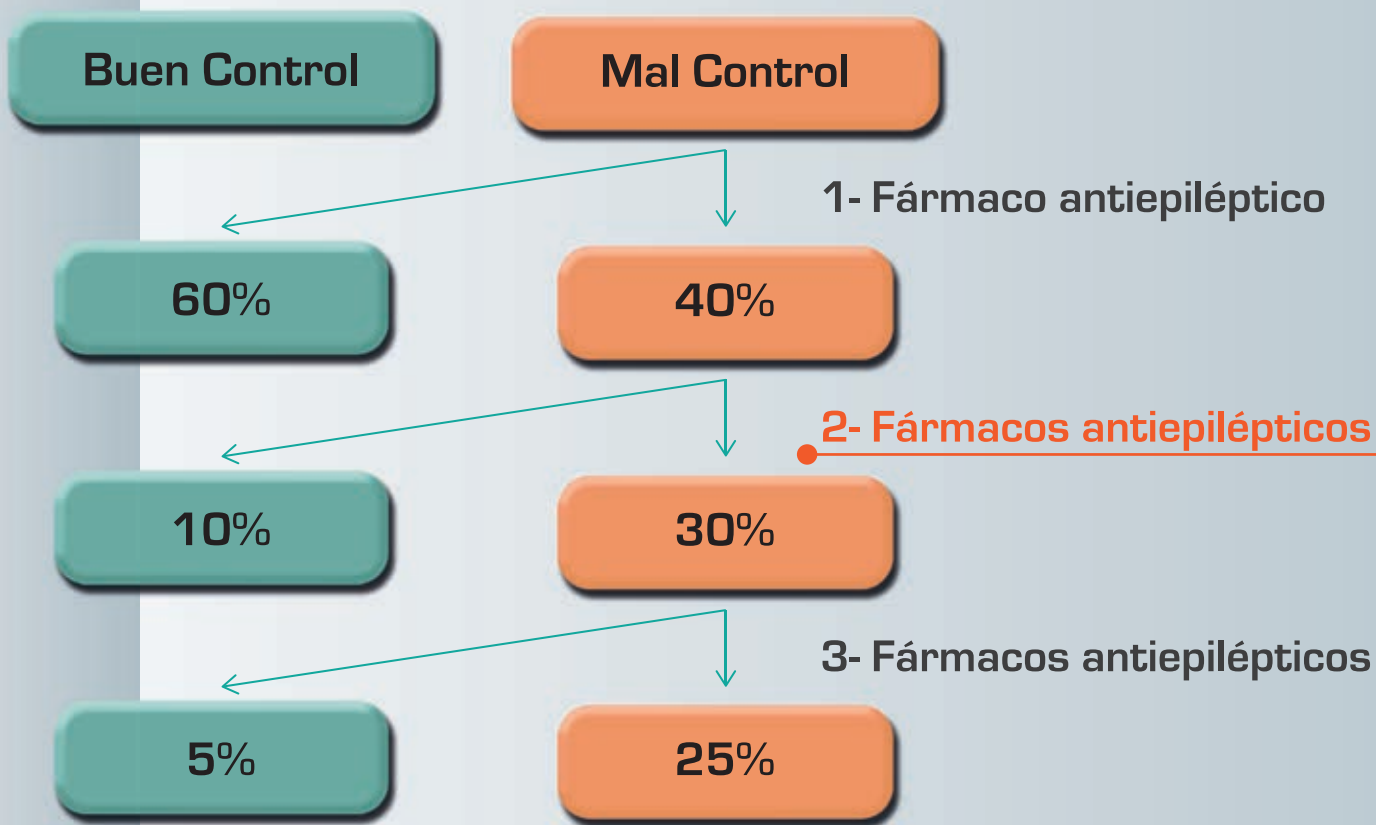 Buen Control
Mal Control
1- Fármaco antiepiléptico
60%
40%
2- Fármacos antiepilépticos
10%
30%
3- Fármacos antiepilépticos
5%
25%